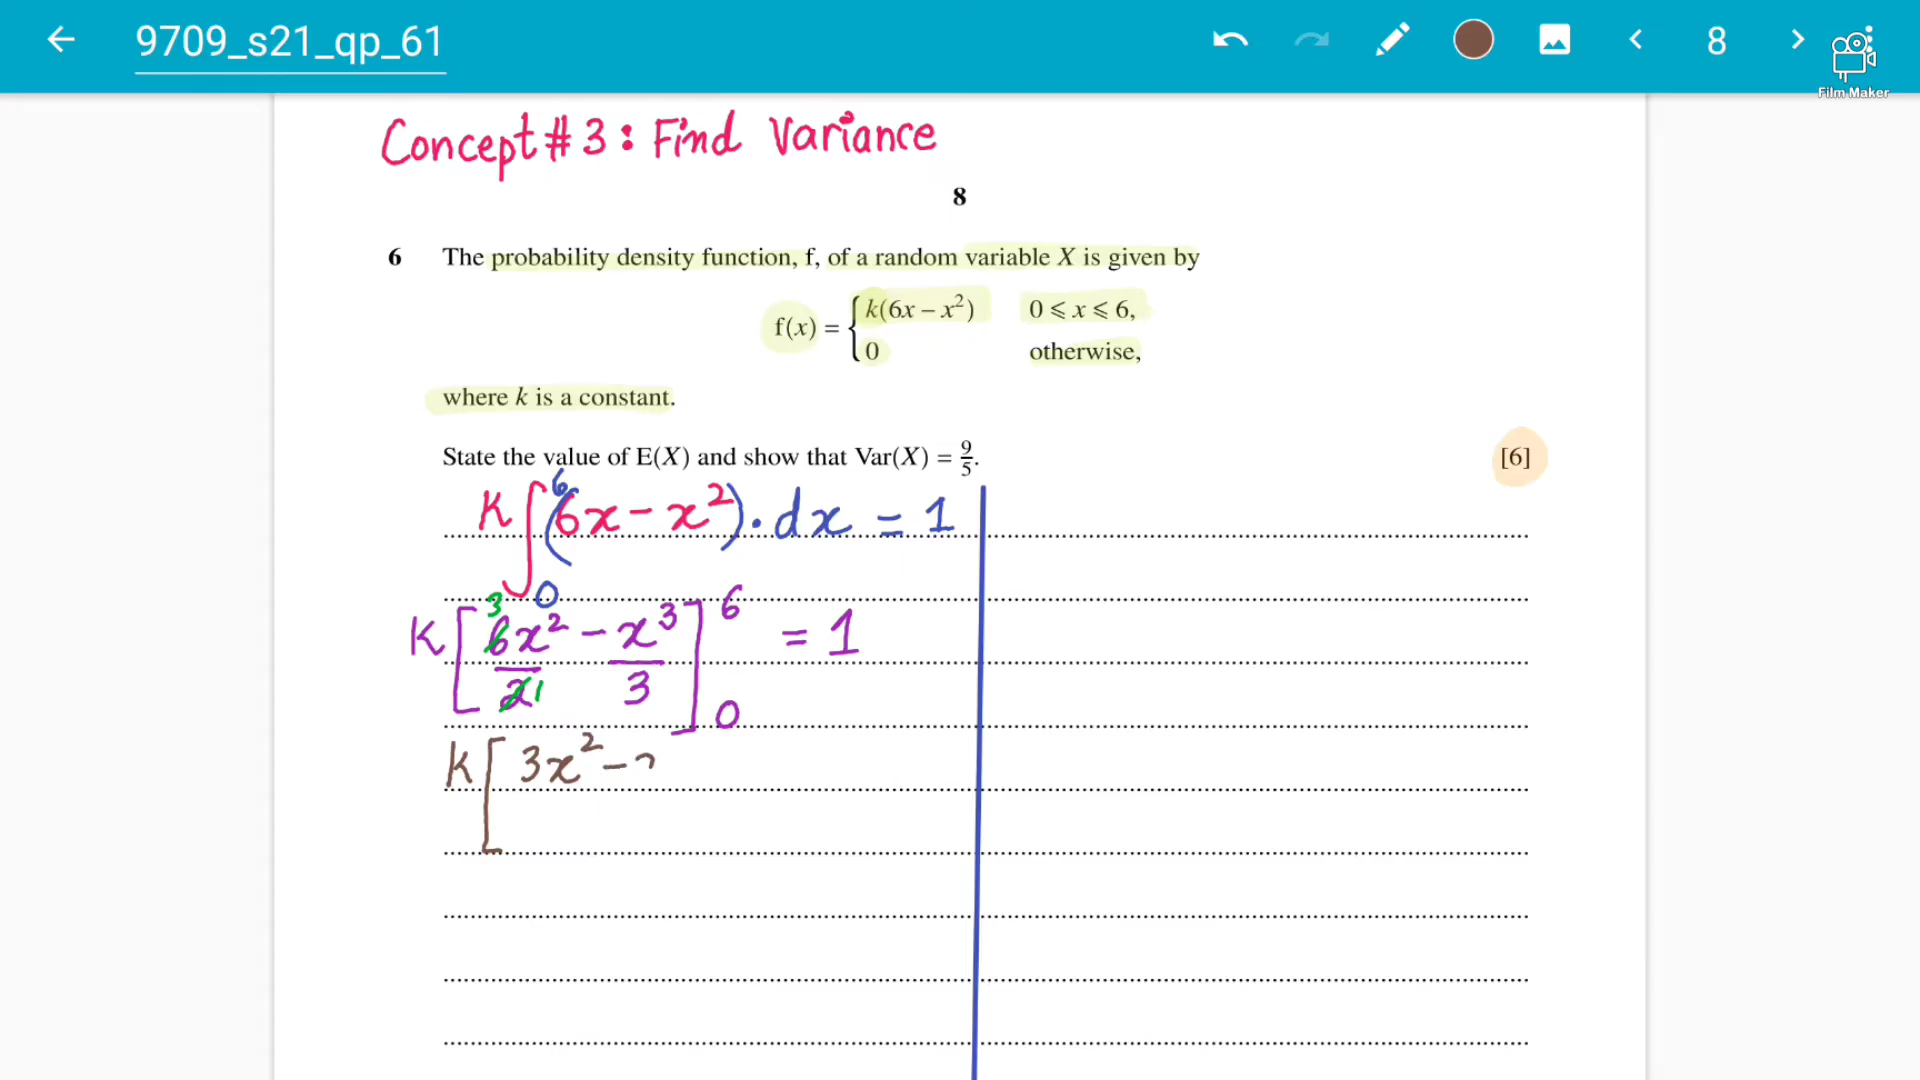 9709_s21_qp_61
8
Film Maker
Concept #3: Find Variance
8
6 The probability density function, f, of a random variable X is given by
f(x) = { k(6x − x²) 0 ⩽ x ⩽ 6,
0 otherwise,
where k is a constant.
State the value of E(X) and show that Var(X) = 9/5. [6]
K ∫₀⁶ (6x − x²) · dx = 1
K [ 6x²/2 − x³/3 ]₀⁶ = 1
3 1
K [ 3x² −